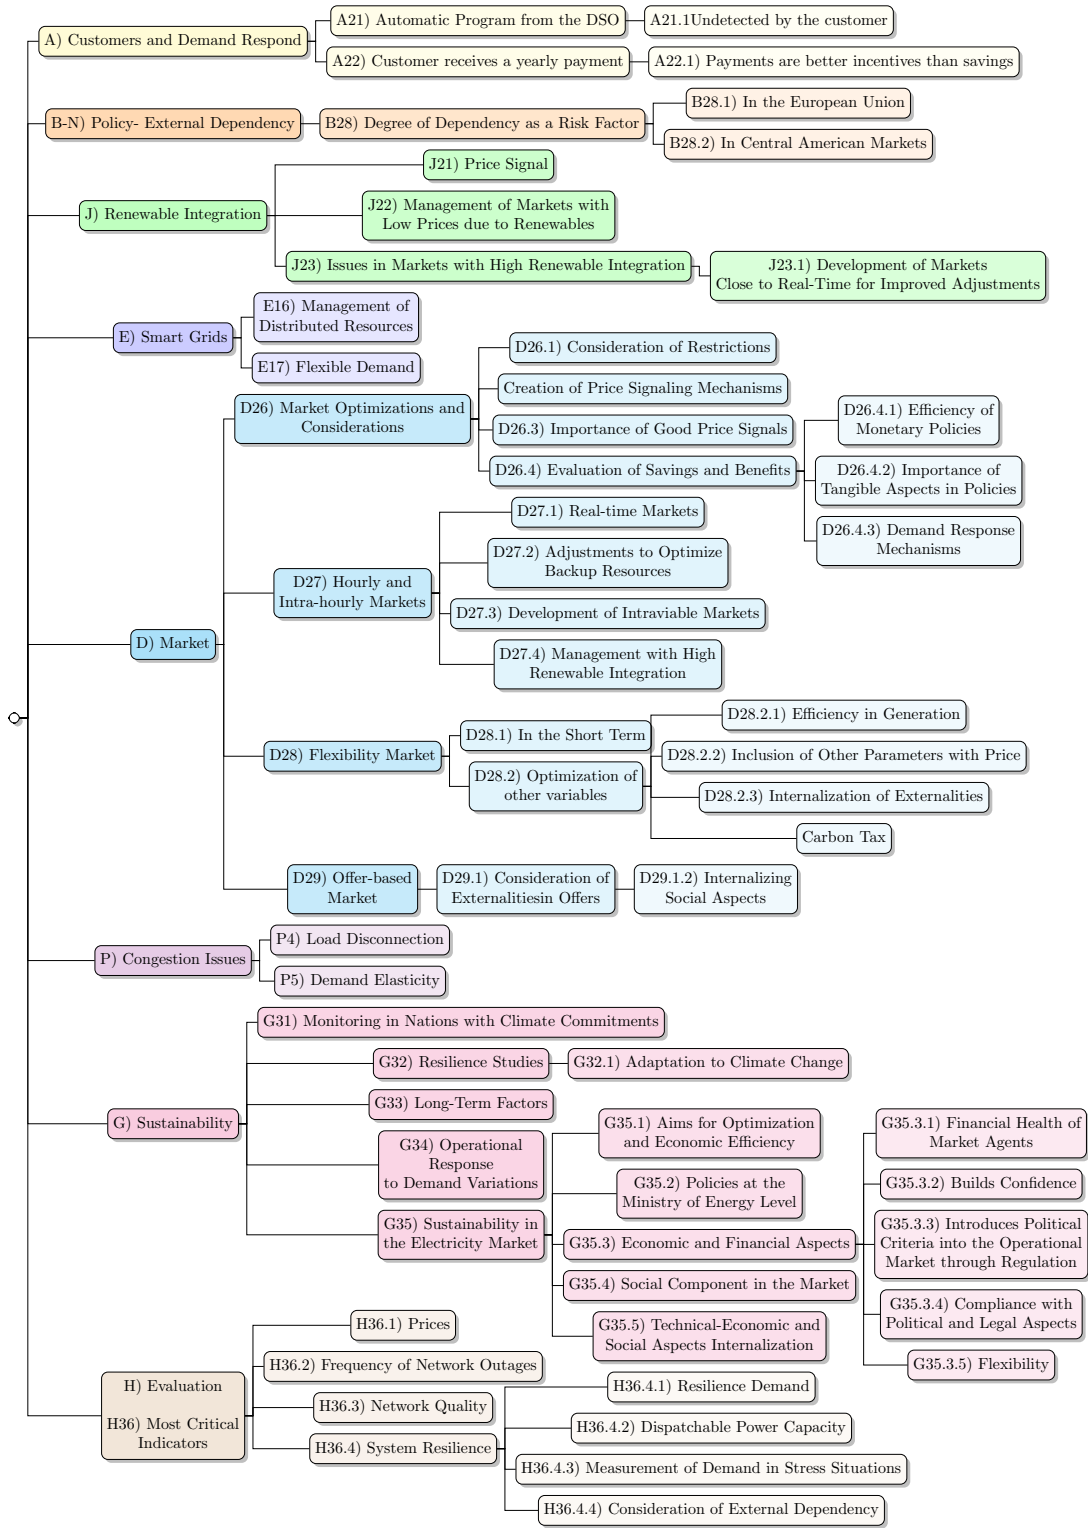 A) Customers and Demand Respond
A21) Automatic Program from the DSO
A21.1Undetected by the customer
A22) Customer receives a yearly payment
A22.1) Payments are better incentives than savings
B-N) Policy- External Dependency
B28) Degree of Dependency as a Risk Factor
B28.1) In the European Union
B28.2) In Central American Markets
J) Renewable Integration
J21) Price Signal
J22) Management of Markets with
Low Prices due to Renewables
J23) Issues in Markets with High Renewable Integration
J23.1) Development of Markets
Close to Real-Time for Improved Adjustments
E) Smart Grids
E16) Management of
Distributed Resources
E17) Flexible Demand
D) Market
D26) Market Optimizations and
Considerations
D26.1) Consideration of Restrictions
Creation of Price Signaling Mechanisms
D26.3) Importance of Good Price Signals
D26.4) Evaluation of Savings and Benefits
D26.4.1) Efficiency of
Monetary Policies
D26.4.2) Importance of
Tangible Aspects in Policies
D26.4.3) Demand Response
Mechanisms
D27) Hourly and
Intra-hourly Markets
D27.1) Real-time Markets
D27.2) Adjustments to Optimize
Backup Resources
D27.3) Development of Intraviable Markets
D27.4) Management with High
Renewable Integration
D28) Flexibility Market
D28.1) In the Short Term
D28.2) Optimization of
other variables
D28.2.1) Efficiency in Generation
D28.2.2) Inclusion of Other Parameters with Price
D28.2.3) Internalization of Externalities
Carbon Tax
D29) Offer-based
Market
D29.1) Consideration of
Externalitiesin Offers
D29.1.2) Internalizing
Social Aspects
P) Congestion Issues
P4) Load Disconnection
P5) Demand Elasticity
G) Sustainability
G31) Monitoring in Nations with Climate Commitments
G32) Resilience Studies
G32.1) Adaptation to Climate Change
G33) Long-Term Factors
G34) Operational
Response
to Demand Variations
G35) Sustainability in
the Electricity Market
G35.1) Aims for Optimization
and Economic Efficiency
G35.2) Policies at the
Ministry of Energy Level
G35.3) Economic and Financial Aspects
G35.3.1) Financial Health of
Market Agents
G35.3.2) Builds Confidence
G35.3.3) Introduces Political
Criteria into the Operational
Market through Regulation
G35.3.4) Compliance with
Political and Legal Aspects
G35.3.5) Flexibility
G35.4) Social Component in the Market
G35.5) Technical-Economic and
Social Aspects Internalization
H) Evaluation
H36) Most Critical
Indicators
H36.1) Prices
H36.2) Frequency of Network Outages
H36.3) Network Quality
H36.4) System Resilience
H36.4.1) Resilience Demand
H36.4.2) Dispatchable Power Capacity
H36.4.3) Measurement of Demand in Stress Situations
H36.4.4) Consideration of External Dependency